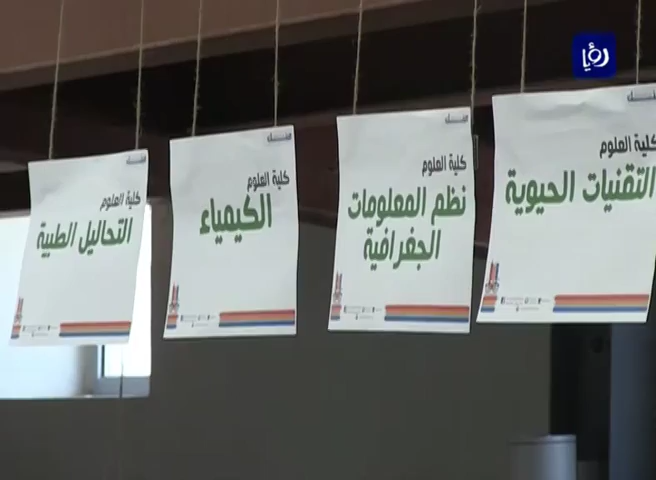 رؤيا
كلية العلوم
التقنيات الحيوية
كلية العلوم
نظم المعلومات
الجغرافية
كلية العلوم
الكيمياء
كلية العلوم
التحاليل الطبية